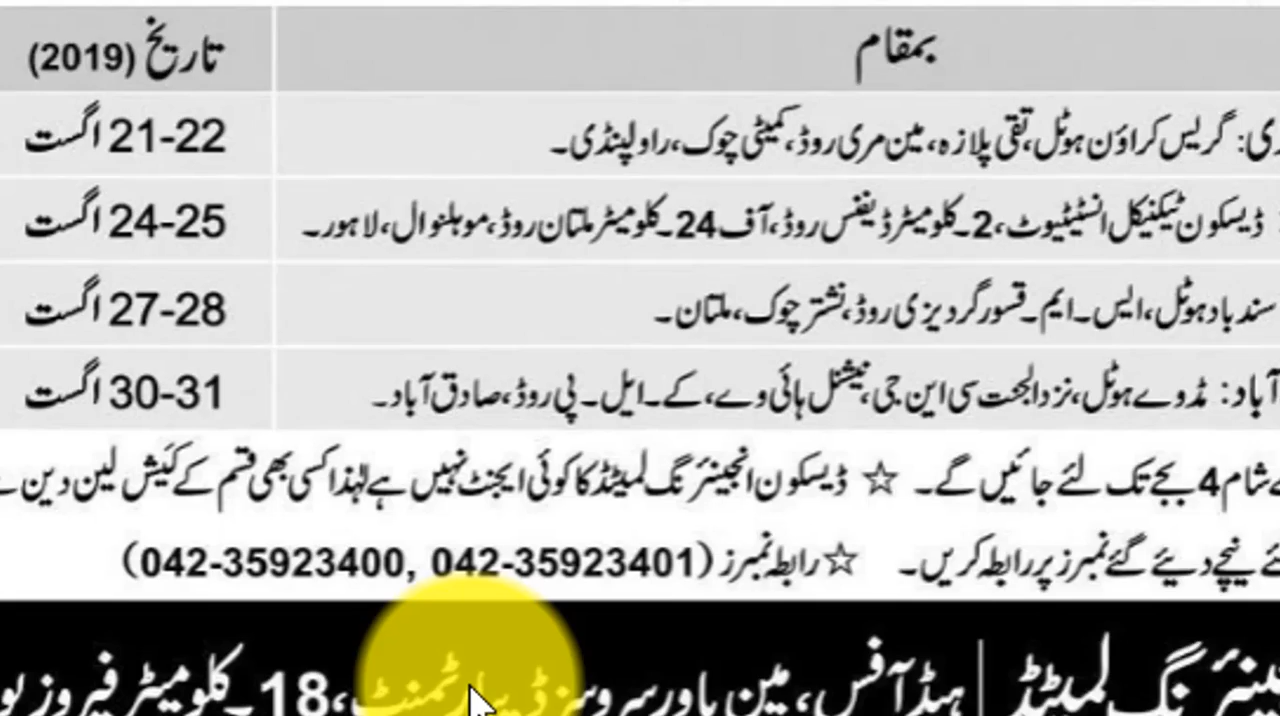 بمقام تاریخ (2019)
ری: گریس کراؤن ہوٹل، تقی پلازہ، مین مری روڈ، کمیٹی چوک، راولپنڈی۔ 21-22 اگست
ڈیسکون ٹیکنیکل انسٹیٹیوٹ، 2۔کلومیٹر ڈیفنس روڈ، آف 24۔کلومیٹر ملتان روڈ، موہلنوال، لاہور۔ 24-25 اگست
سندباد ہوٹل، ایس۔ایم۔قسور گردیزی روڈ، نشتر چوک، ملتان۔ 27-28 اگست
آباد: مڈوے ہوٹل، نزد الجنت سی این جی، نیشنل ہائی وے، کے۔ایل۔پی روڈ، صادق آباد۔ 30-31 اگست
شام 4 بجے تک لئے جائیں گے۔ ☆ ڈیسکون انجینئرنگ لمیٹڈ کا کوئی ایجنٹ نہیں ہے لہٰذا کسی بھی قسم کے کیش لین دین
نیچے دیئے گئے نمبرز پر رابطہ کریں۔ ☆ رابطہ نمبرز (042-35923400, 042-35923401)
لمیٹڈ | ہیڈ آفس، مین پاور سروسز ڈیپارٹمنٹ، 18۔کلومیٹر فیروز پو